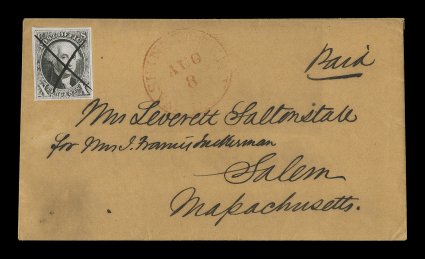 AUG
8
Paid
Mrs Leverett Saltonstall
for Mrs J. Francis Tuckerman
Salem
Massachusetts.